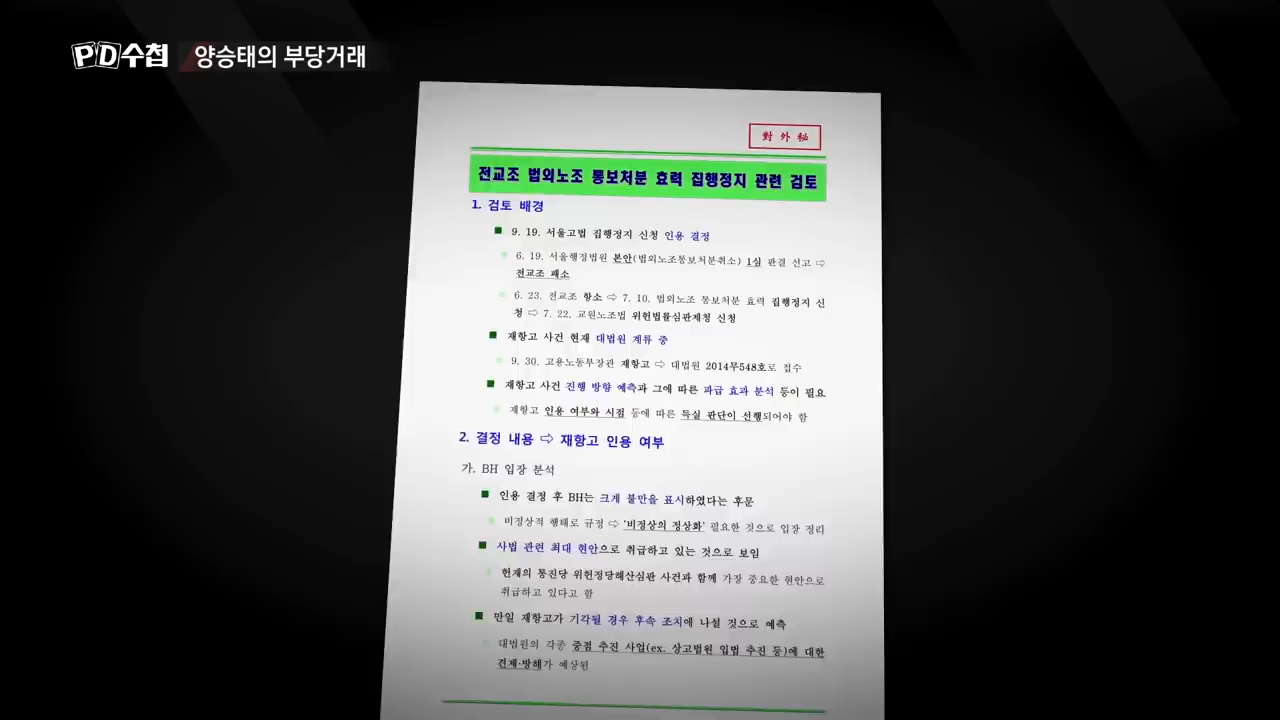 PD수첩 양승태의 부당거래
對外秘
전교조 법외노조 통보처분 효력 집행정지 관련 검토
1. 검토 배경
■ 9. 19. 서울고법 집행정지 신청 인용 결정
6. 19. 서울행정법원 본안(법외노조통보처분취소) 1심 판결 선고 ⇨
전교조 패소
6. 23. 전교조 항소 ⇨ 7. 10. 법외노조 통보처분 효력 집행정지 신
청 ⇨ 7. 22. 교원노조법 위헌법률심판제청 신청
■ 재항고 사건 현재 대법원 계류 중
9. 30. 고용노동부장관 재항고 ⇨ 대법원 2014무548호로 접수
■ 재항고 사건 진행 방향 예측과 그에 따른 파급 효과 분석 등이 필요
재항고 인용 여부와 시점 등에 따른 득실 판단이 선행되어야 함
2. 결정 내용 ⇨ 재항고 인용 여부
가. BH 입장 분석
■ 인용 결정 후 BH는 크게 불만을 표시하였다는 후문
비정상적 행태로 규정 ⇨ '비정상의 정상화' 필요한 것으로 입장 정리
■ 사법 관련 최대 현안으로 취급하고 있는 것으로 보임
헌재의 통진당 위헌정당해산심판 사건과 함께 가장 중요한 현안으로
취급하고 있다고 함
■ 만일 재항고가 기각될 경우 후속 조치에 나설 것으로 예측
대법원의 각종 중점 추진 사업(ex. 상고법원 입법 추진 등)에 대한
견제·방해가 예상됨